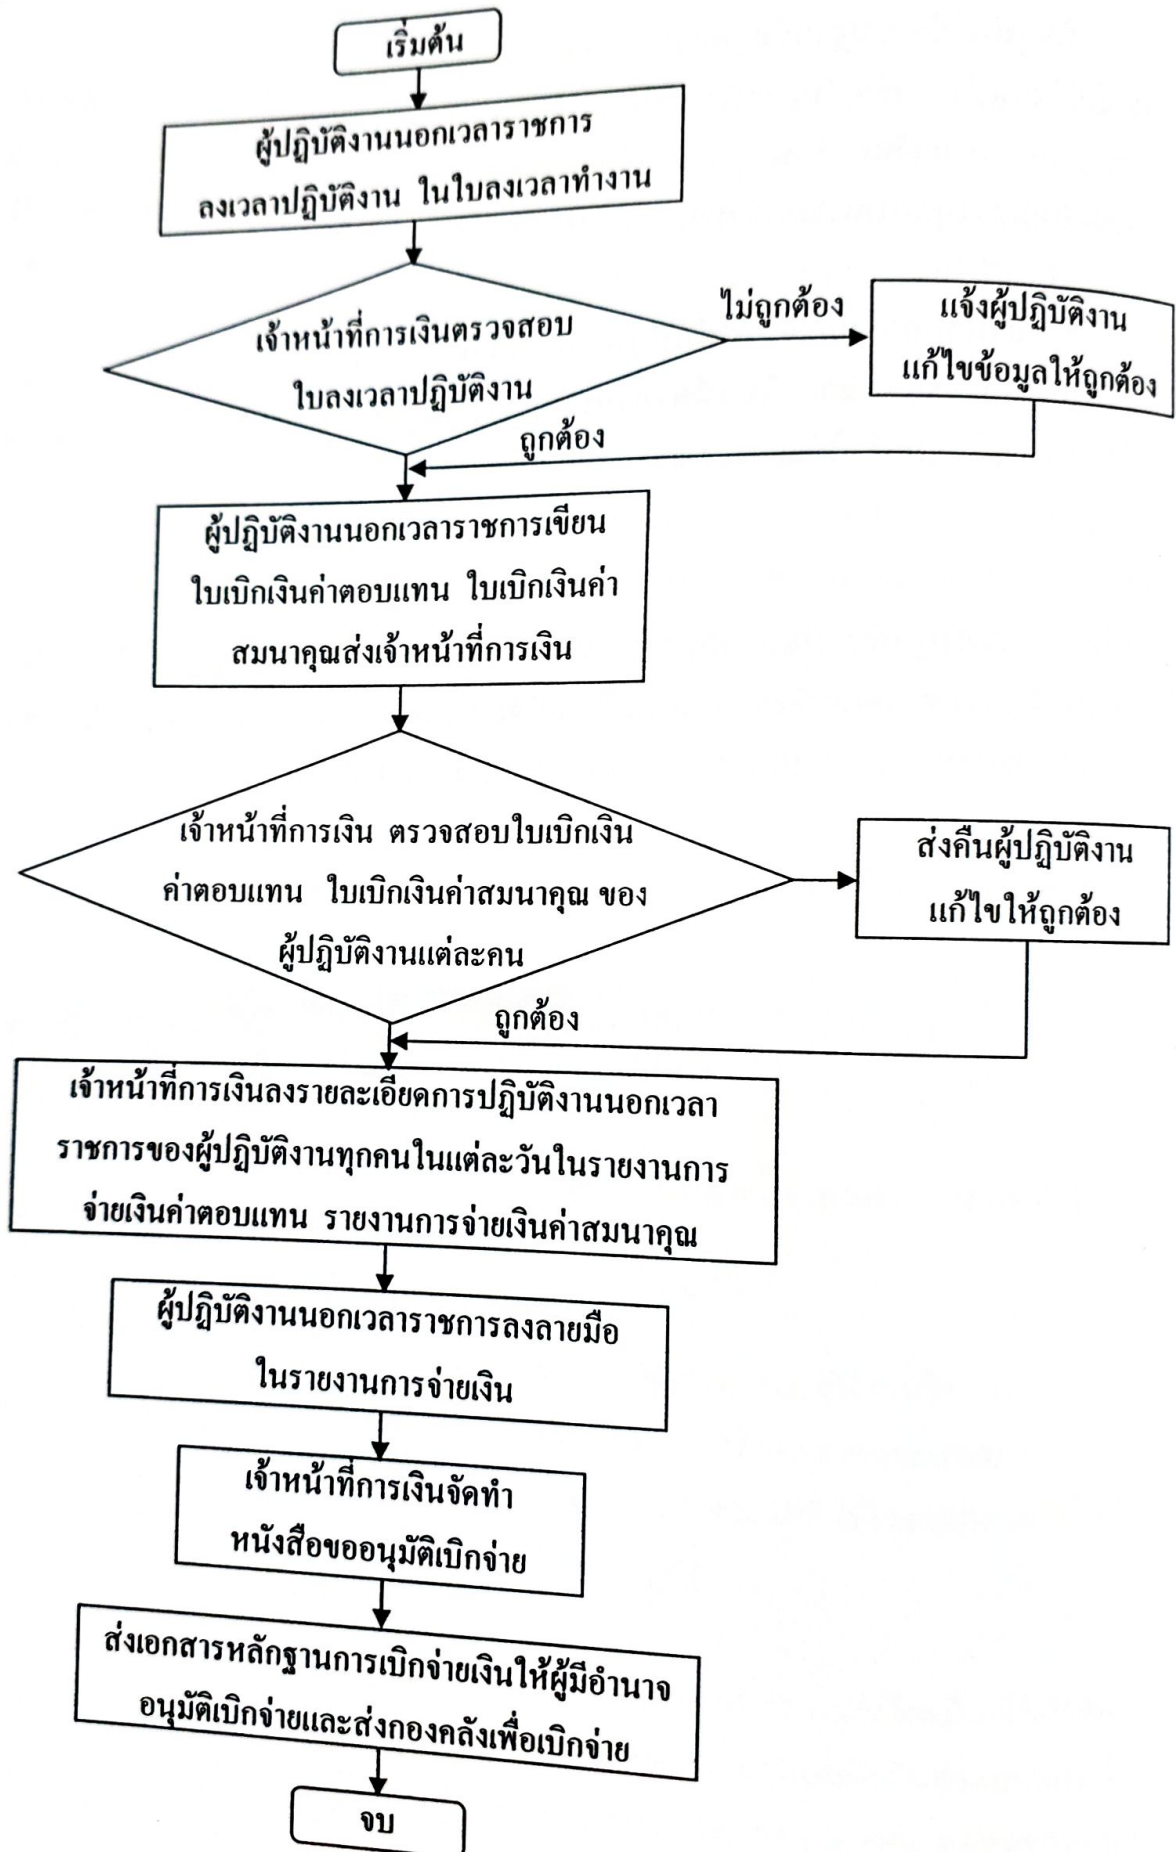 เริ่มต้น
ผู้ปฏิบัติงานนอกเวลาราชการ
ลงเวลาปฏิบัติงาน ในใบลงเวลาทำงาน
เจ้าหน้าที่การเงินตรวจสอบ
ใบลงเวลาปฏิบัติงาน
ไม่ถูกต้อง
แจ้งผู้ปฏิบัติงาน
แก้ไขข้อมูลให้ถูกต้อง
ถูกต้อง
ผู้ปฏิบัติงานนอกเวลาราชการเขียน
ใบเบิกเงินค่าตอบแทน ใบเบิกเงินค่า
สมนาคุณส่งเจ้าหน้าที่การเงิน
เจ้าหน้าที่การเงิน ตรวจสอบใบเบิกเงิน
ค่าตอบแทน ใบเบิกเงินค่าสมนาคุณ ของ
ผู้ปฏิบัติงานแต่ละคน
ส่งคืนผู้ปฏิบัติงาน
แก้ไขให้ถูกต้อง
ถูกต้อง
เจ้าหน้าที่การเงินลงรายละเอียดการปฏิบัติงานนอกเวลา
ราชการของผู้ปฏิบัติงานทุกคนในแต่ละวันในรายงานการ
จ่ายเงินค่าตอบแทน รายงานการจ่ายเงินค่าสมนาคุณ
ผู้ปฏิบัติงานนอกเวลาราชการลงลายมือ
ในรายงานการจ่ายเงิน
เจ้าหน้าที่การเงินจัดทำ
หนังสือขออนุมัติเบิกจ่าย
ส่งเอกสารหลักฐานการเบิกจ่ายเงินให้ผู้มีอำนาจ
อนุมัติเบิกจ่ายและส่งกองคลังเพื่อเบิกจ่าย
จบ